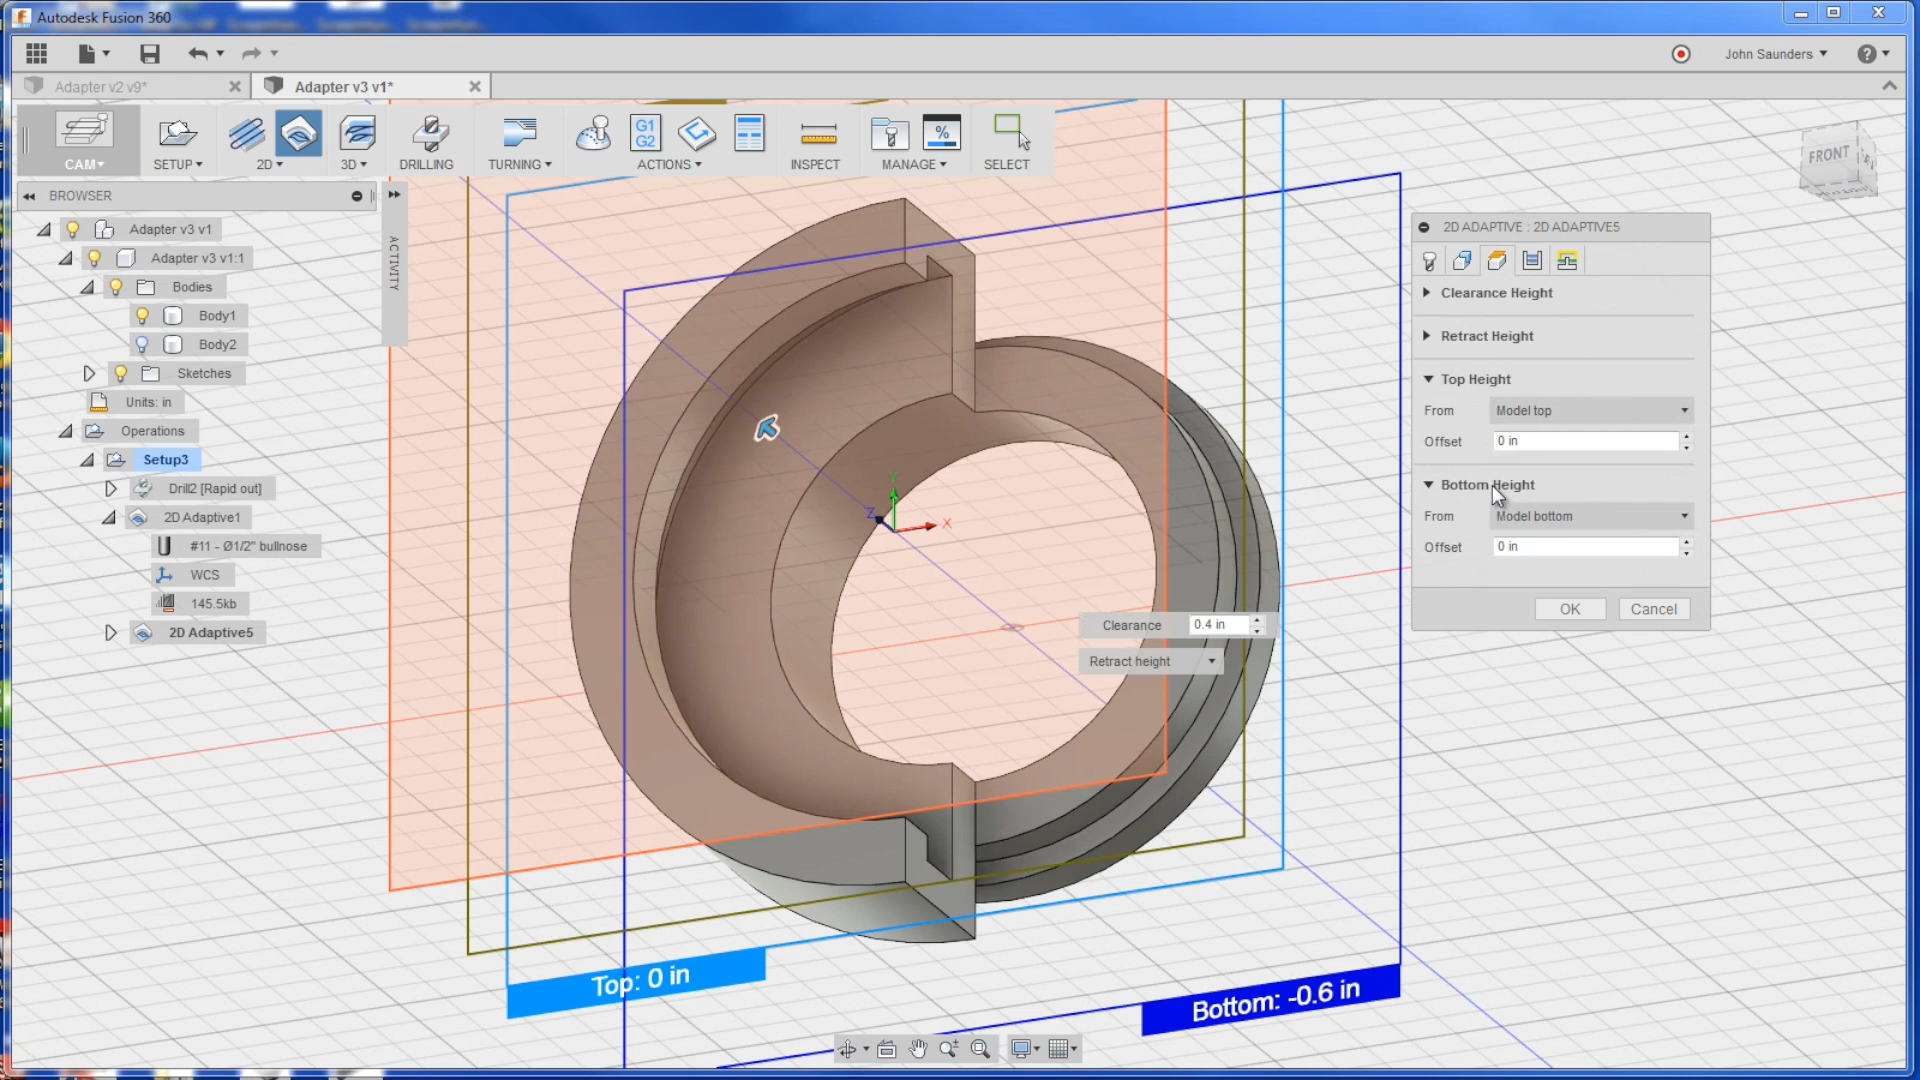 Autodesk Fusion 360
John Saunders
Adapter v2 v9*
Adapter v3 v1*
G1
G2
%
CAM
SETUP
2D
3D
DRILLING
TURNING
ACTIONS
INSPECT
MANAGE
SELECT
BROWSER
ACTIVITY
Adapter v3 v1
Adapter v3 v1:1
Bodies
Body1
Body2
Sketches
Units: in
Operations
Setup3
Drill2 [Rapid out]
2D Adaptive1
#11 - Ø1/2" bullnose
WCS
145.5kb
2D Adaptive5
FRONT
2D ADAPTIVE : 2D ADAPTIVE5
Clearance Height
Retract Height
Top Height
From Model top
Offset 0 in
Bottom Height
From Model bottom
Offset 0 in
OK Cancel
Y
Z
X
Clearance 0.4 in
Retract height
Top: 0 in
Bottom: -0.6 in